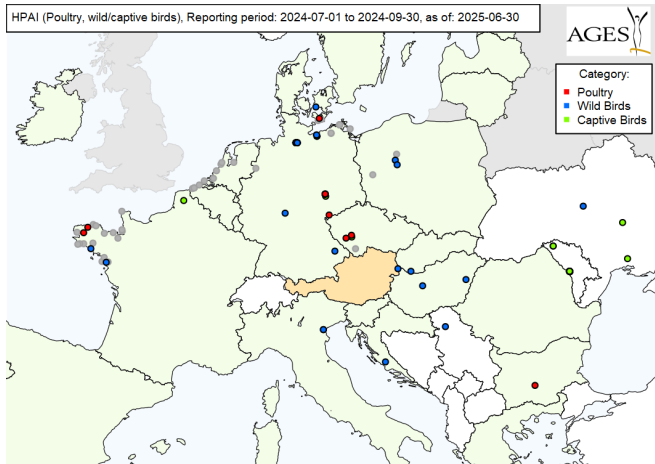 HPAI (Poultry, wild/captive birds), Reporting period: 2024-07-01 to 2024-09-30, as of: 2025-06-30
AGES
Category:
Poultry
Wild Birds
Captive Birds